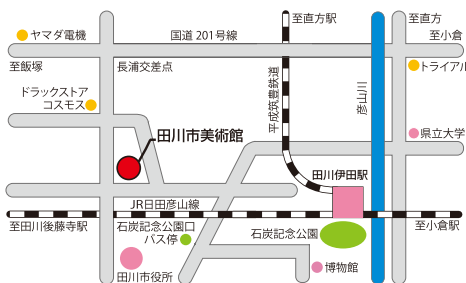 至直方駅
至直方
ヤマダ電機
国道201号線
至小倉
至飯塚
長浦交差点
トライアル
平成筑豊鉄道
彦山川
ドラックストア
コスモス
田川市美術館
県立大学
田川伊田駅
JR日田彦山線
至田川後藤寺駅
石炭記念公園口
バス停
石炭記念公園
至小倉駅
田川市役所
博物館